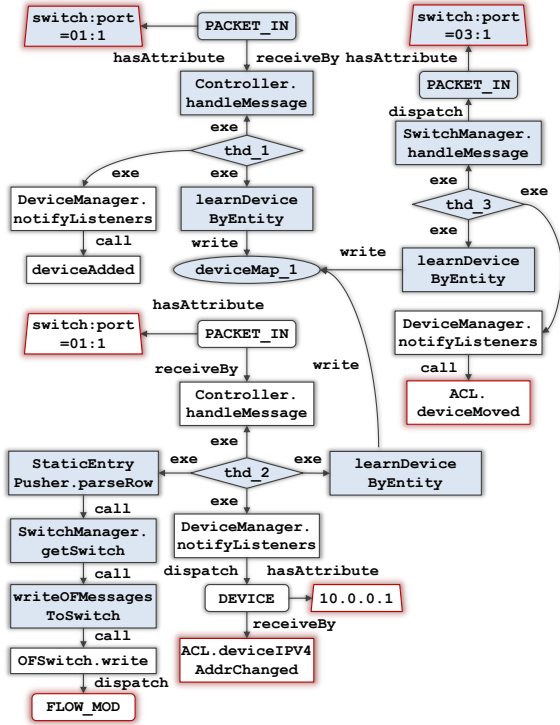 switch:port
=01:1
PACKET_IN
switch:port
=03:1
hasAttribute
receiveBy
hasAttribute
Controller.
handleMessage
PACKET_IN
dispatch
exe
SwitchManager.
handleMessage
thd_1
exe
exe
exe
exe
DeviceManager.
notifyListeners
learnDevice
ByEntity
thd_3
exe
call
write
write
learnDevice
ByEntity
deviceAdded
deviceMap_1
hasAttribute
switch:port
=01:1
PACKET_IN
DeviceManager.
notifyListeners
write
receiveBy
call
Controller.
handleMessage
ACL.
deviceMoved
exe
StaticEntry
Pusher.parseRow
exe
thd_2
exe
learnDevice
ByEntity
exe
call
SwitchManager.
getSwitch
DeviceManager.
notifyListeners
call
dispatch
hasAttribute
writeOFMessages
ToSwitch
DEVICE
10.0.0.1
call
receiveBy
OFSwitch.write
ACL.deviceIPV4
AddrChanged
dispatch
FLOW_MOD